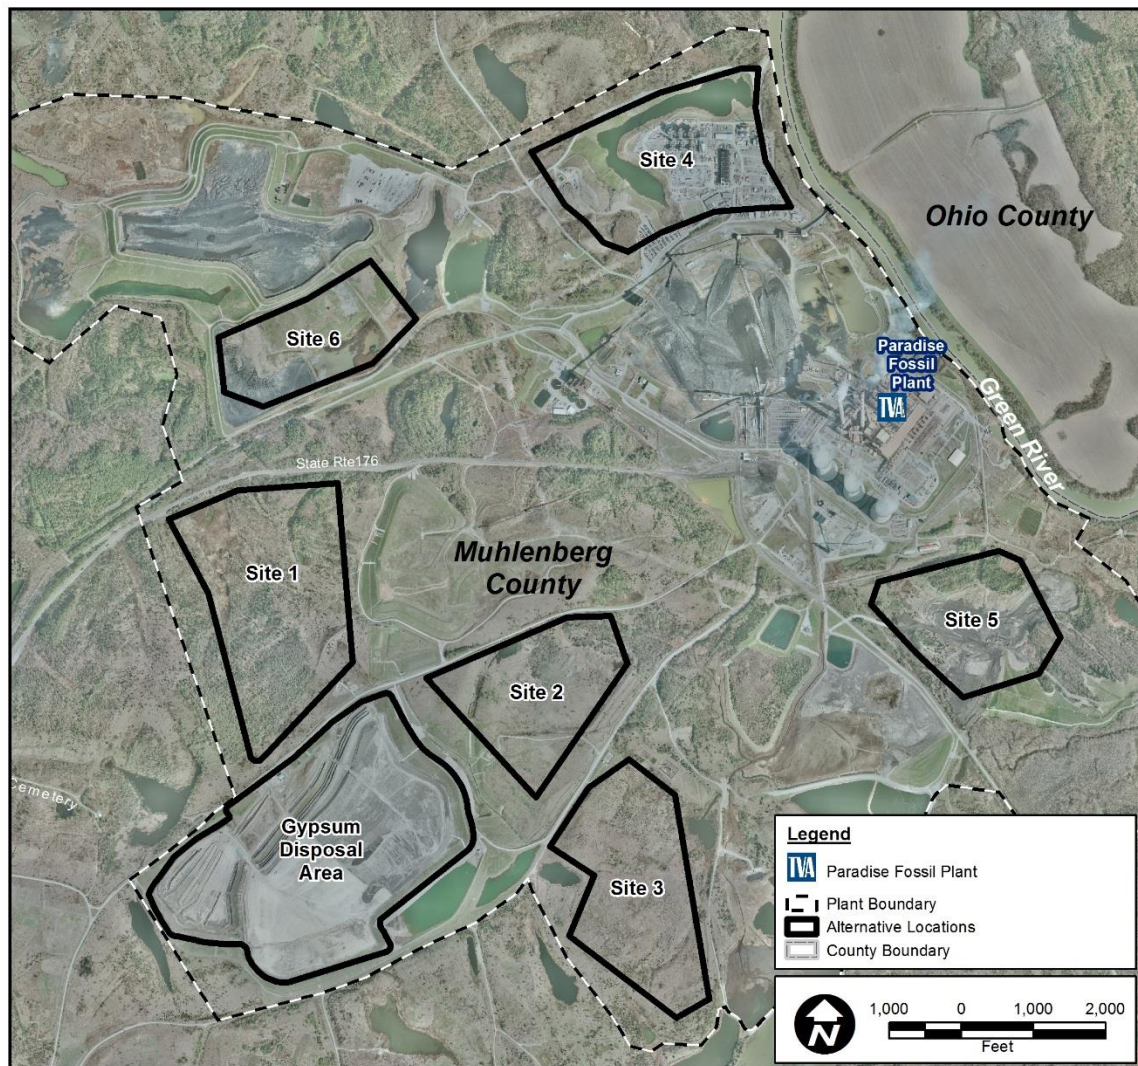 Site 4
Ohio County
Site 6
Paradise
Fossil
Plant
TVA
Green River
State Rte176
Site 1
Muhlenberg
County
Site 5
Site 2
Cemetery
Gypsum
Disposal
Area
Site 3
Legend
TVA
Paradise Fossil Plant
Plant Boundary
Alternative Locations
County Boundary
N
1,000 0 1,000 2,000
Feet